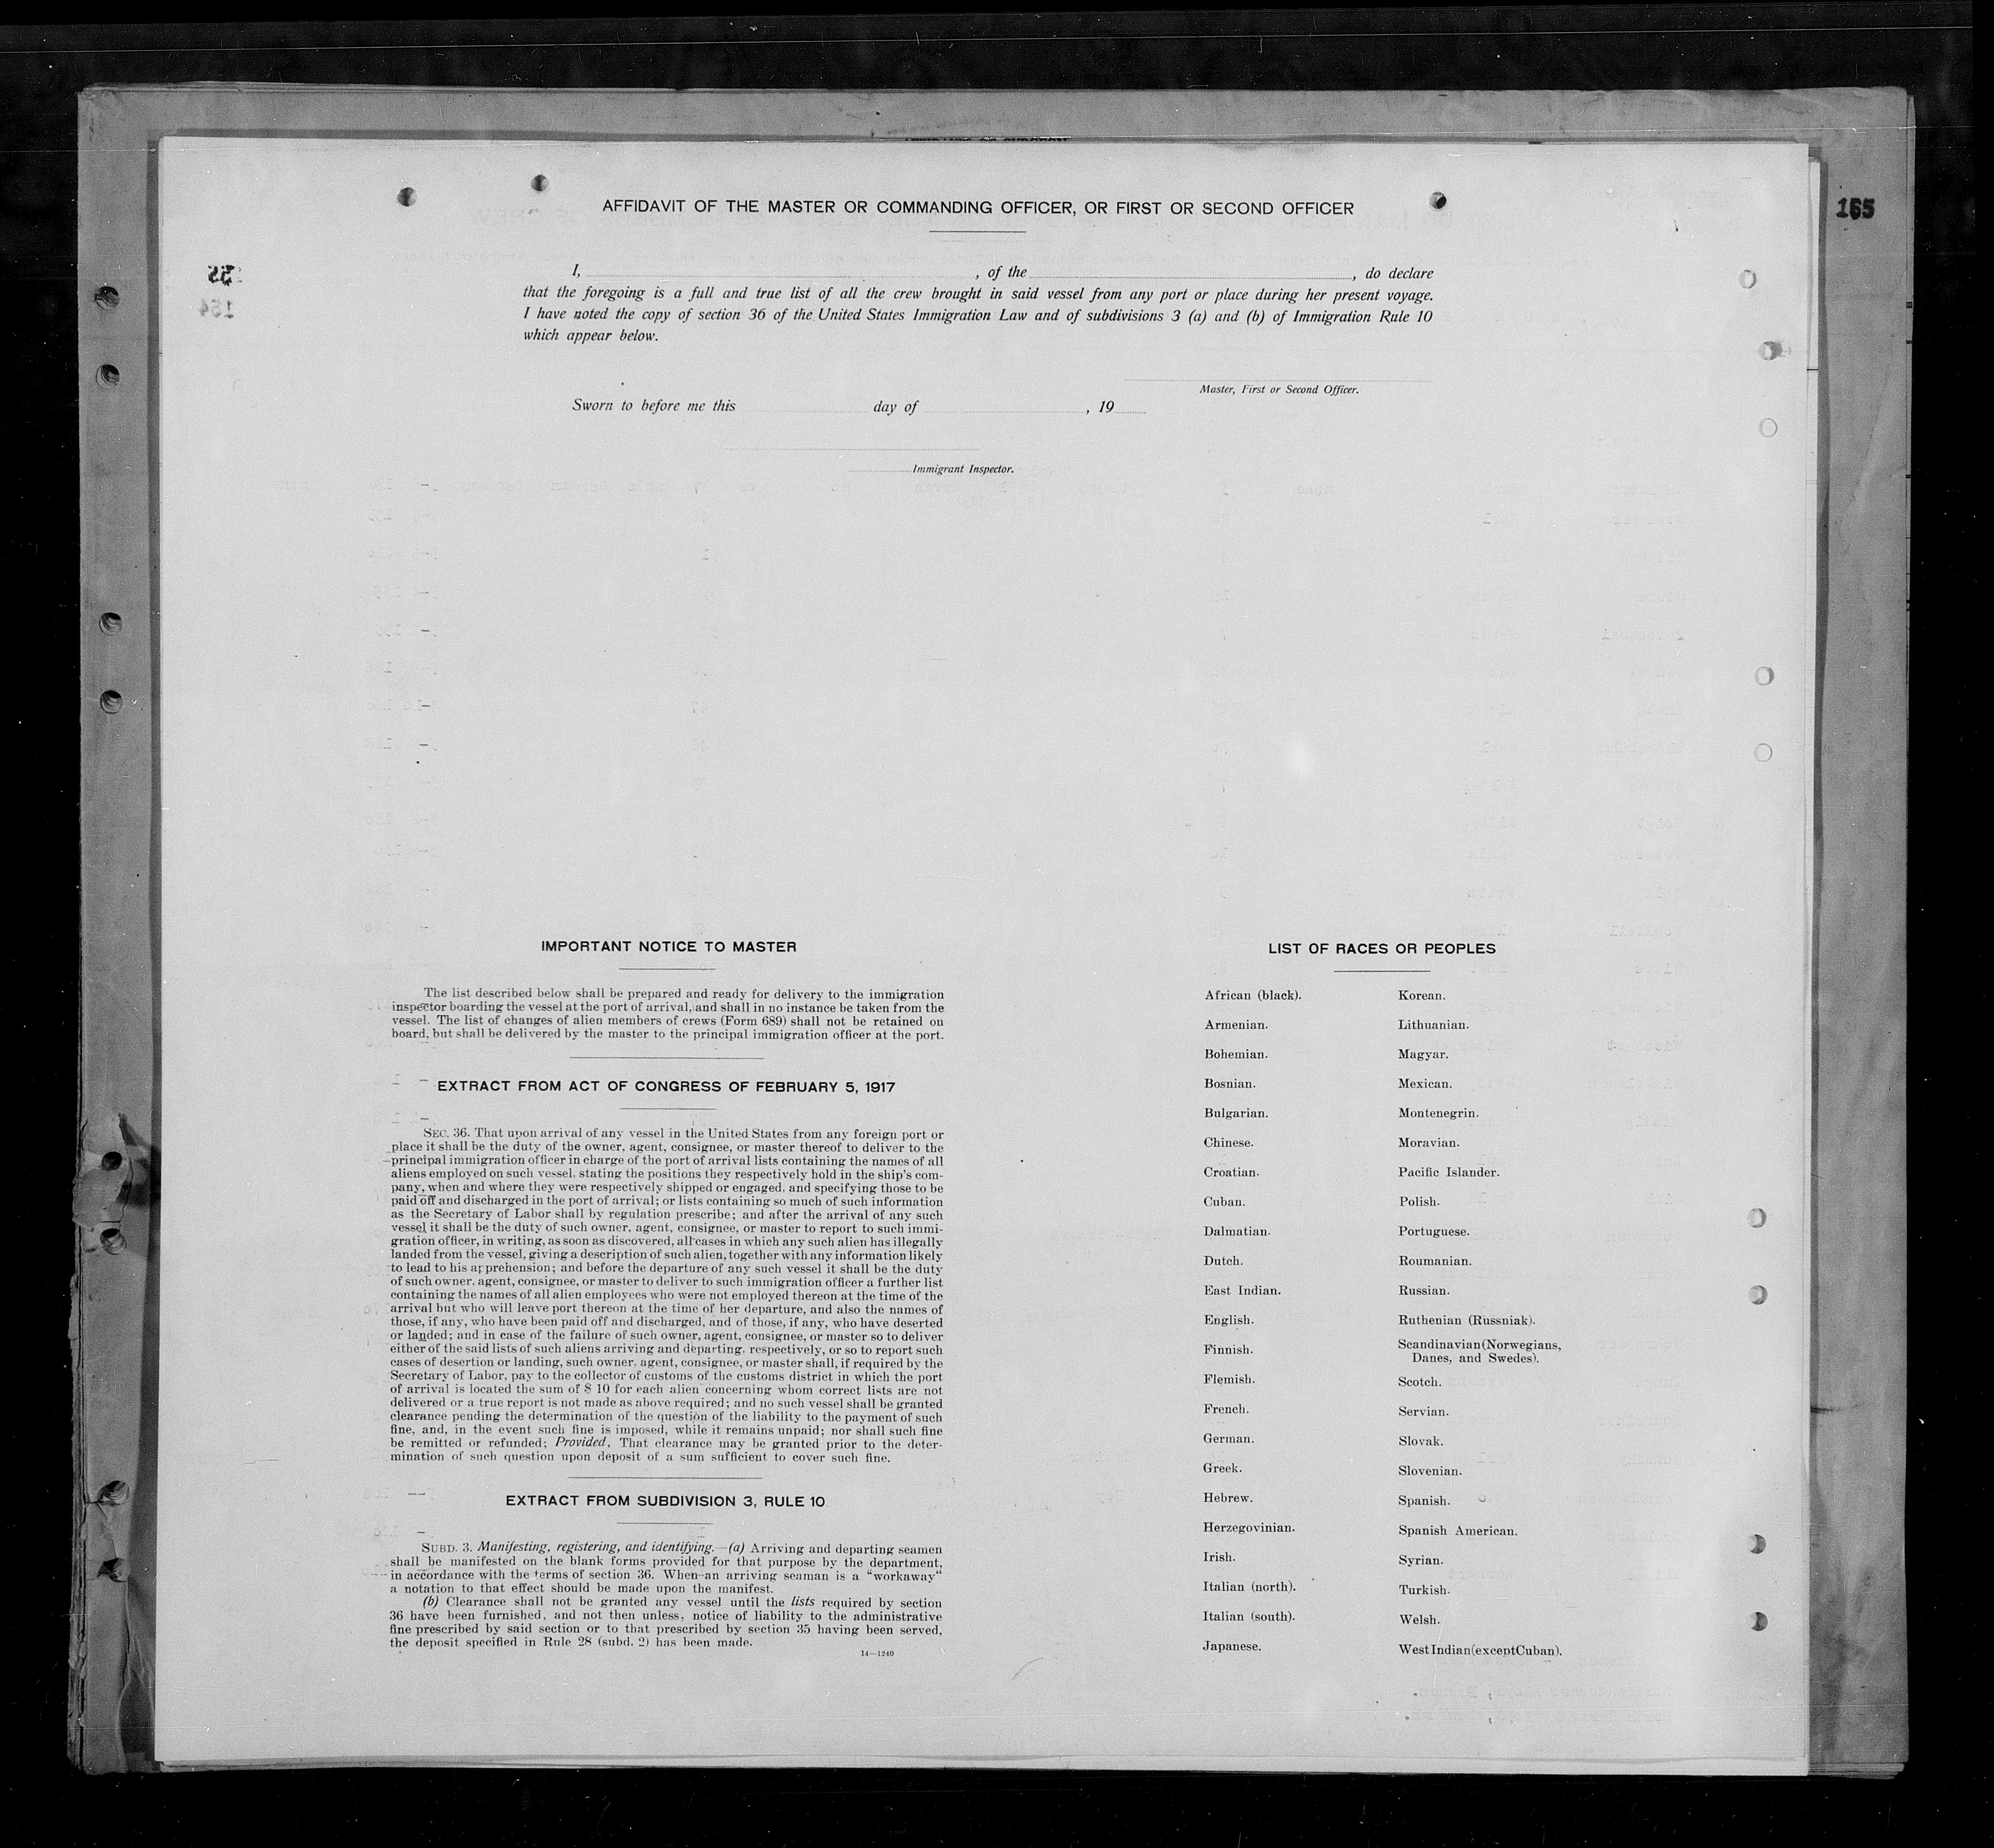 AFFIDAVIT OF THE MASTER OR COMMANDING OFFICER, OR FIRST OR SECOND OFFICER
165
I, , of the , do declare
that the foregoing is a full and true list of all the crew brought in said vessel from any port or place during her present voyage.
I have noted the copy of section 36 of the United States Immigration Law and of subdivisions 3 (a) and (b) of Immigration Rule 10
which appear below.
Master, First or Second Officer.
Sworn to before me this day of , 19
Immigrant Inspector.
IMPORTANT NOTICE TO MASTER
The list described below shall be prepared and ready for delivery to the immigration
inspector boarding the vessel at the port of arrival, and shall in no instance be taken from the
vessel. The list of changes of alien members of crews (Form 689) shall not be retained on
board, but shall be delivered by the master to the principal immigration officer at the port.
EXTRACT FROM ACT OF CONGRESS OF FEBRUARY 5, 1917
SEC. 36. That upon arrival of any vessel in the United States from any foreign port or
place it shall be the duty of the owner, agent, consignee, or master thereof to deliver to the
principal immigration officer in charge of the port of arrival lists containing the names of all
aliens employed on such vessel, stating the positions they respectively hold in the ship's com-
pany, when and where they were respectively shipped or engaged, and specifying those to be
paid off and discharged in the port of arrival; or lists containing so much of such information
as the Secretary of Labor shall by regulation prescribe; and after the arrival of any such
vessel it shall be the duty of such owner, agent, consignee, or master to report to such immi-
gration officer, in writing, as soon as discovered, all cases in which any such alien has illegally
landed from the vessel, giving a description of such alien, together with any information likely
to lead to his apprehension; and before the departure of any such vessel it shall be the duty
of such owner, agent, consignee, or master to deliver to such immigration officer a further list
containing the names of all alien employees who were not employed thereon at the time of the
arrival but who will leave port thereon at the time of her departure, and also the names of
those, if any, who have been paid off and discharged, and of those, if any, who have deserted
or landed; and in case of the failure of such owner, agent, consignee, or master so to deliver
either of the said lists of such aliens arriving and departing, respectively, or so to report such
cases of desertion or landing, such owner, agent, consignee, or master shall, if required by the
Secretary of Labor, pay to the collector of customs of the customs district in which the port
of arrival is located the sum of $ 10 for each alien concerning whom correct lists are not
delivered or a true report is not made as above required; and no such vessel shall be granted
clearance pending the determination of the question of the liability to the payment of such
fine, and, in the event such fine is imposed, while it remains unpaid; nor shall such fine
be remitted or refunded; Provided, That clearance may be granted prior to the deter-
mination of such question upon deposit of a sum sufficient to cover such fine.
EXTRACT FROM SUBDIVISION 3, RULE 10
SUBD. 3. Manifesting, registering, and identifying.—(a) Arriving and departing seamen
shall be manifested on the blank forms provided for that purpose by the department,
in accordance with the terms of section 36. When an arriving seaman is a "workaway"
a notation to that effect should be made upon the manifest.
(b) Clearance shall not be granted any vessel until the lists required by section
36 have been furnished, and not then unless, notice of liability to the administrative
fine prescribed by said section or to that prescribed by section 35 having been served,
the deposit specified in Rule 28 (subd. 2) has been made.
14—1240
LIST OF RACES OR PEOPLES
African (black).
Armenian.
Bohemian.
Bosnian.
Bulgarian.
Chinese.
Croatian.
Cuban.
Dalmatian.
Dutch.
East Indian.
English.
Finnish.
Flemish.
French.
German.
Greek.
Hebrew.
Herzegovinian.
Irish.
Italian (north).
Italian (south).
Japanese.
Korean.
Lithuanian.
Magyar.
Mexican.
Montenegrin.
Moravian.
Pacific Islander.
Polish.
Portuguese.
Roumanian.
Russian.
Ruthenian (Russniak).
Scandinavian (Norwegians,
Danes, and Swedes).
Scotch.
Servian.
Slovak.
Slovenian.
Spanish.
Spanish American.
Syrian.
Turkish.
Welsh.
West Indian (except Cuban).